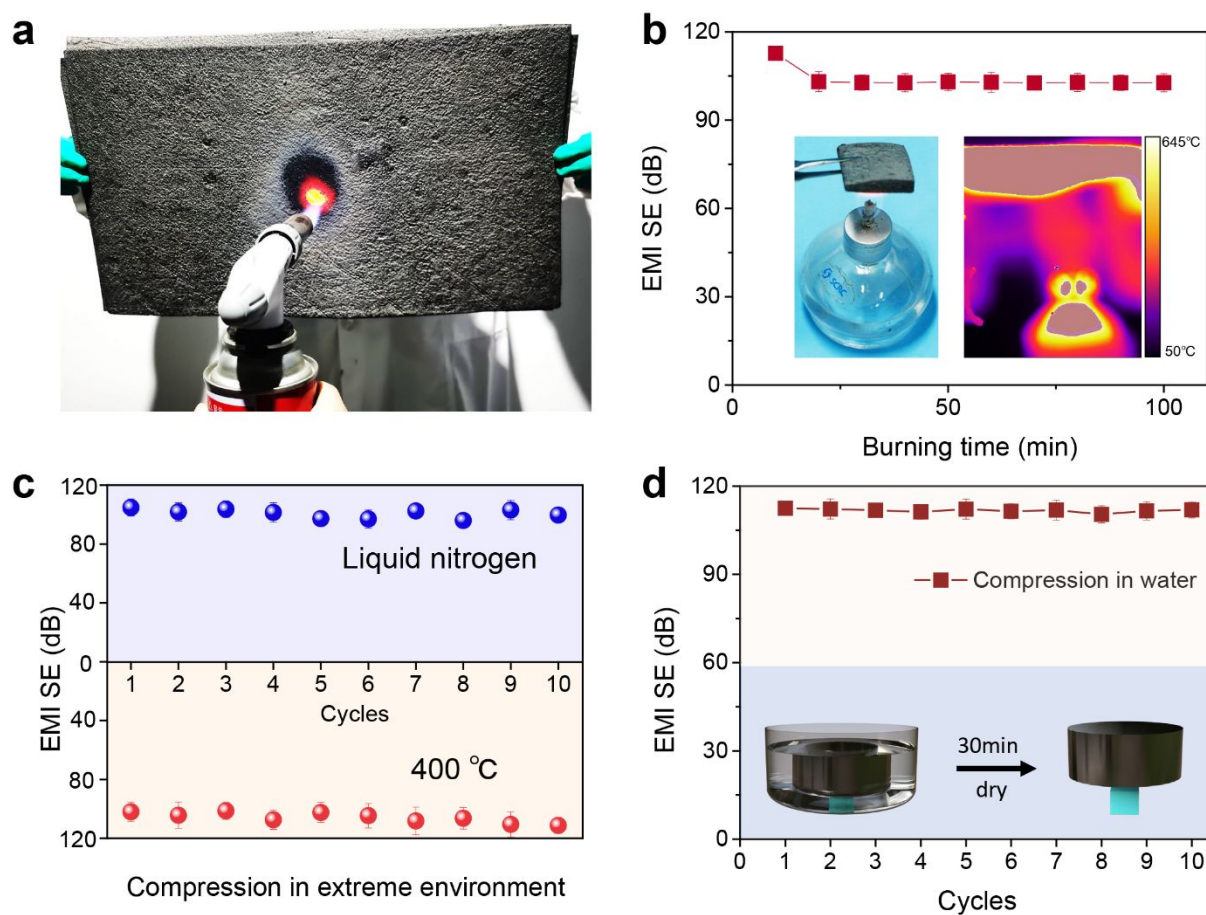 a
b
120
90
60
30
0
EMI SE (dB)
SCRC
645℃
50℃
0
50
100
Burning time (min)
c
120
80
40
0
40
80
120
EMI SE (dB)
Liquid nitrogen
1 2 3 4 5 6 7 8 9 10
Cycles
400 ℃
Compression in extreme environment
d
120
90
60
30
0
EMI SE (dB)
Compression in water
30min
dry
0 1 2 3 4 5 6 7 8 9 10
Cycles